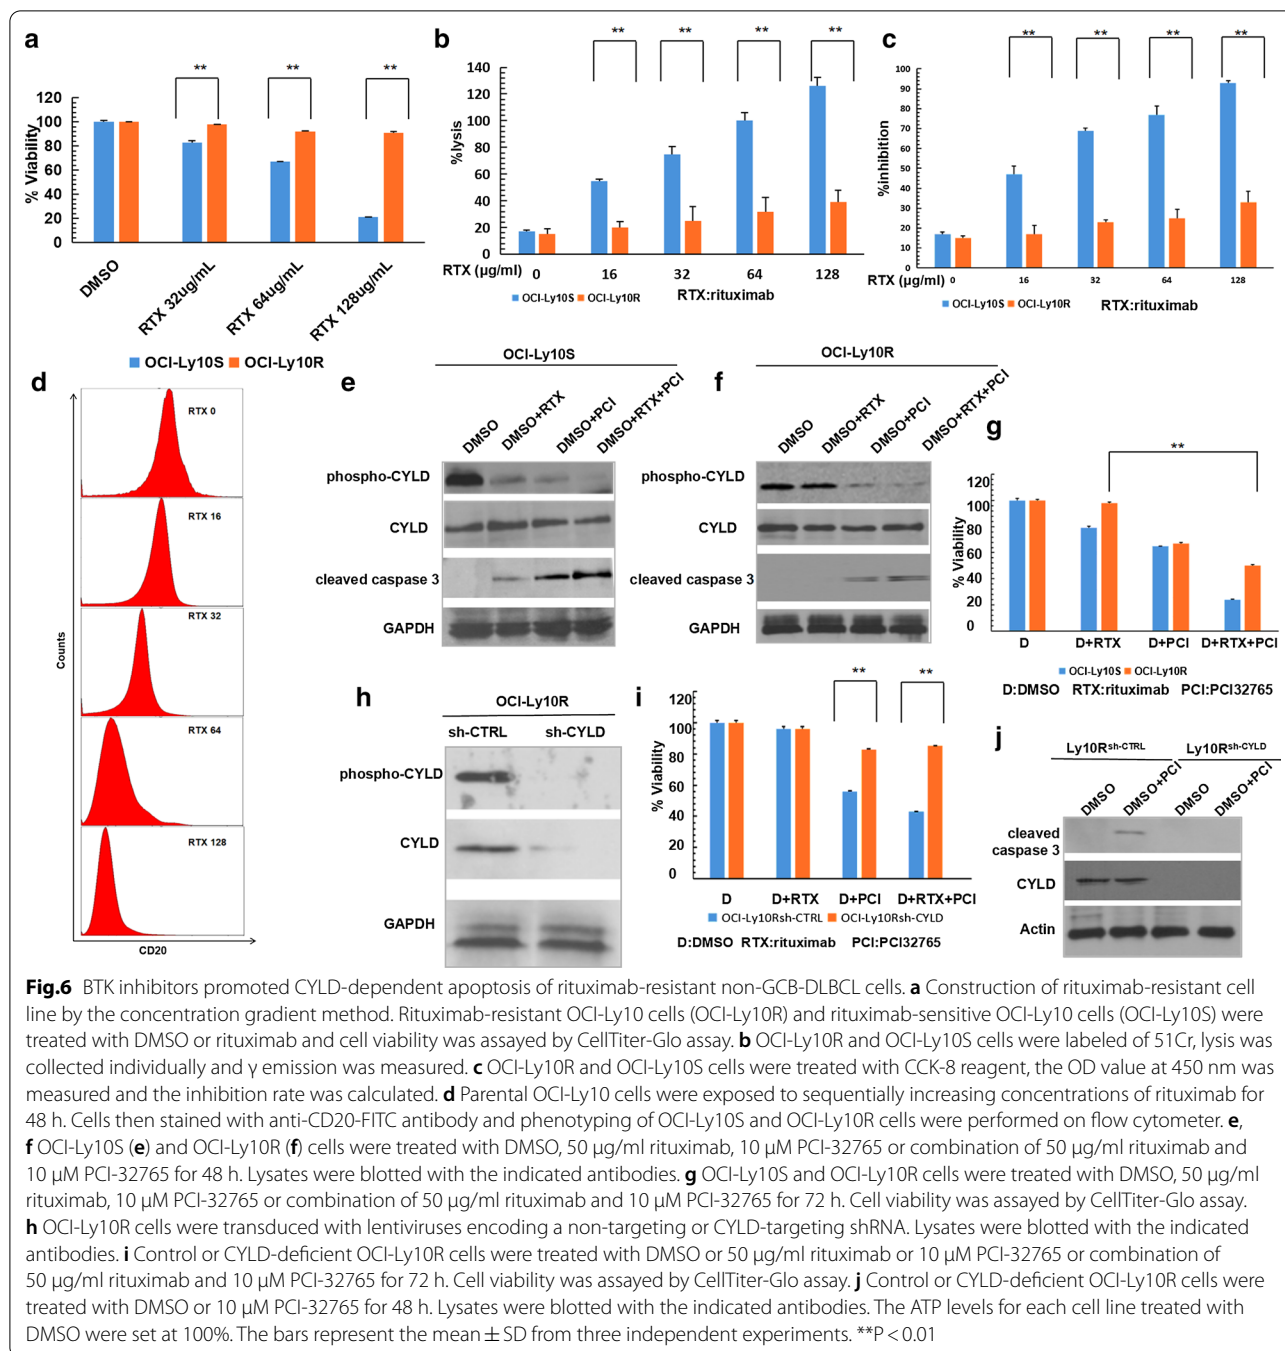 a
**
**
**
% Viability
120
100
80
60
40
20
0
DMSO
RTX 32ug/mL
RTX 64ug/mL
RTX 128ug/mL
OCI-Ly10S OCI-Ly10R
b
**
**
**
**
%lysis
140
120
100
80
60
40
20
0
RTX (µg/ml) 0 16 32 64 128
OCI-Ly10S OCI-Ly10R
RTX:rituximab
c
**
**
**
**
%inhibition
100
90
80
70
60
50
40
30
20
10
0
RTX (µg/ml) 0 16 32 64 128
OCI-Ly10S OCI-Ly10R
RTX:rituximab
d
RTX 0
RTX 16
RTX 32
RTX 64
RTX 128
Counts
CD20
e
OCI-Ly10S
DMSO
DMSO+RTX
DMSO+PCI
DMSO+RTX+PCI
phospho-CYLD
CYLD
cleaved caspase 3
GAPDH
f
OCI-Ly10R
DMSO
DMSO+RTX
DMSO+PCI
DMSO+RTX+PCI
phospho-CYLD
CYLD
cleaved caspase 3
GAPDH
g
**
% Viability
120
100
80
60
40
20
0
D D+RTX D+PCI D+RTX+PCI
OCI-Ly10S OCI-Ly10R
D:DMSO RTX:rituximab PCI:PCI32765
h
OCI-Ly10R
sh-CTRL sh-CYLD
phospho-CYLD
CYLD
GAPDH
i
**
**
% Viability
120
100
80
60
40
20
0
D D+RTX D+PCI D+RTX+PCI
OCI-Ly10Rsh-CTRL OCI-Ly10Rsh-CYLD
D:DMSO RTX:rituximab PCI:PCI32765
j
Ly10Rsh-CTRL Ly10Rsh-CYLD
DMSO
DMSO+PCI
DMSO
DMSO+PCI
cleaved
caspase 3
CYLD
Actin
Fig.6 BTK inhibitors promoted CYLD-dependent apoptosis of rituximab-resistant non-GCB-DLBCL cells. a Construction of rituximab-resistant cell
line by the concentration gradient method. Rituximab-resistant OCI-Ly10 cells (OCI-Ly10R) and rituximab-sensitive OCI-Ly10 cells (OCI-Ly10S) were
treated with DMSO or rituximab and cell viability was assayed by CellTiter-Glo assay. b OCI-Ly10R and OCI-Ly10S cells were labeled of 51Cr, lysis was
collected individually and γ emission was measured. c OCI-Ly10R and OCI-Ly10S cells were treated with CCK-8 reagent, the OD value at 450 nm was
measured and the inhibition rate was calculated. d Parental OCI-Ly10 cells were exposed to sequentially increasing concentrations of rituximab for
48 h. Cells then stained with anti-CD20-FITC antibody and phenotyping of OCI-Ly10S and OCI-Ly10R cells were performed on flow cytometer. e,
f OCI-Ly10S (e) and OCI-Ly10R (f) cells were treated with DMSO, 50 µg/ml rituximab, 10 µM PCI-32765 or combination of 50 µg/ml rituximab and
10 µM PCI-32765 for 48 h. Lysates were blotted with the indicated antibodies. g OCI-Ly10S and OCI-Ly10R cells were treated with DMSO, 50 µg/ml
rituximab, 10 µM PCI-32765 or combination of 50 µg/ml rituximab and 10 µM PCI-32765 for 72 h. Cell viability was assayed by CellTiter-Glo assay.
h OCI-Ly10R cells were transduced with lentiviruses encoding a non-targeting or CYLD-targeting shRNA. Lysates were blotted with the indicated
antibodies. i Control or CYLD-deficient OCI-Ly10R cells were treated with DMSO or 50 µg/ml rituximab or 10 µM PCI-32765 or combination of
50 µg/ml rituximab and 10 µM PCI-32765 for 72 h. Cell viability was assayed by CellTiter-Glo assay. j Control or CYLD-deficient OCI-Ly10R cells were
treated with DMSO or 10 µM PCI-32765 for 48 h. Lysates were blotted with the indicated antibodies. The ATP levels for each cell line treated with
DMSO were set at 100%. The bars represent the mean ± SD from three independent experiments. **P < 0.01